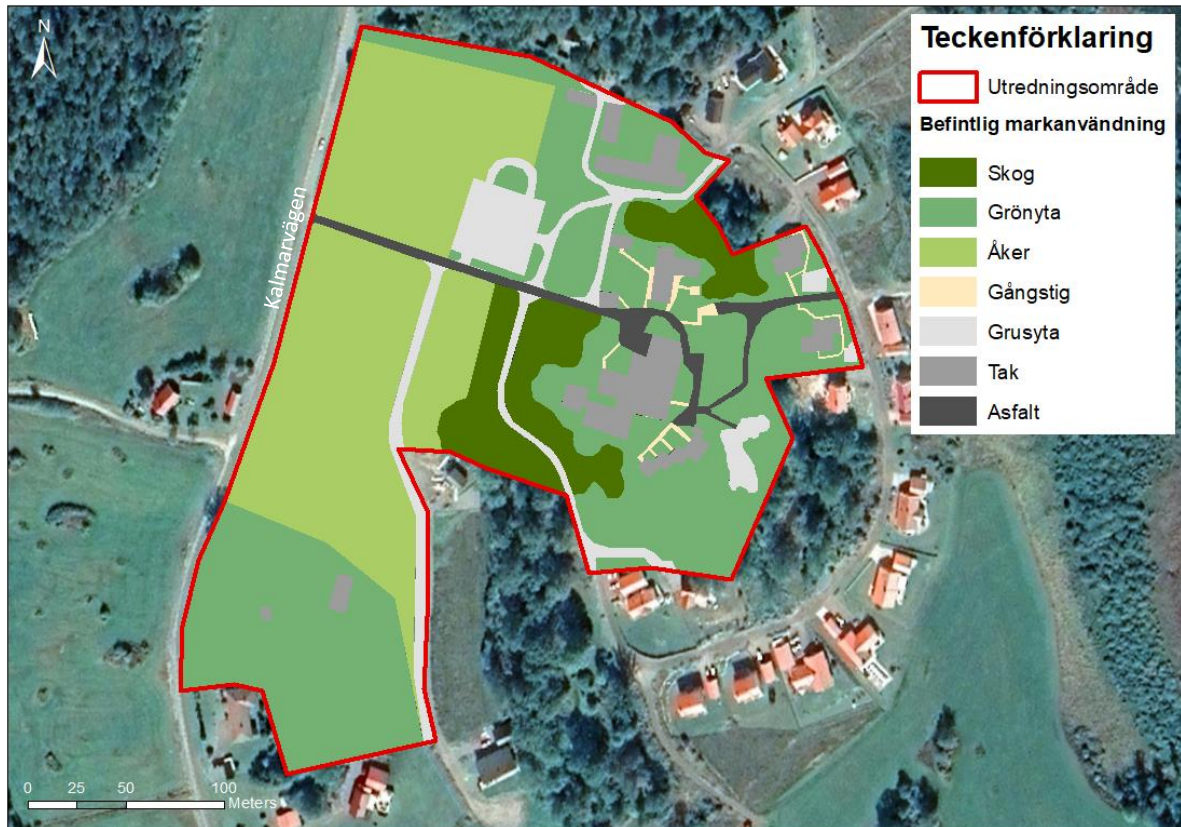 N
Teckenförklaring
Utredningsområde
Befintlig markanvändning
Skog
Grönyta
Åker
Gångstig
Grusyta
Tak
Asfalt
Kalmarvägen
0 25 50 100
Meters